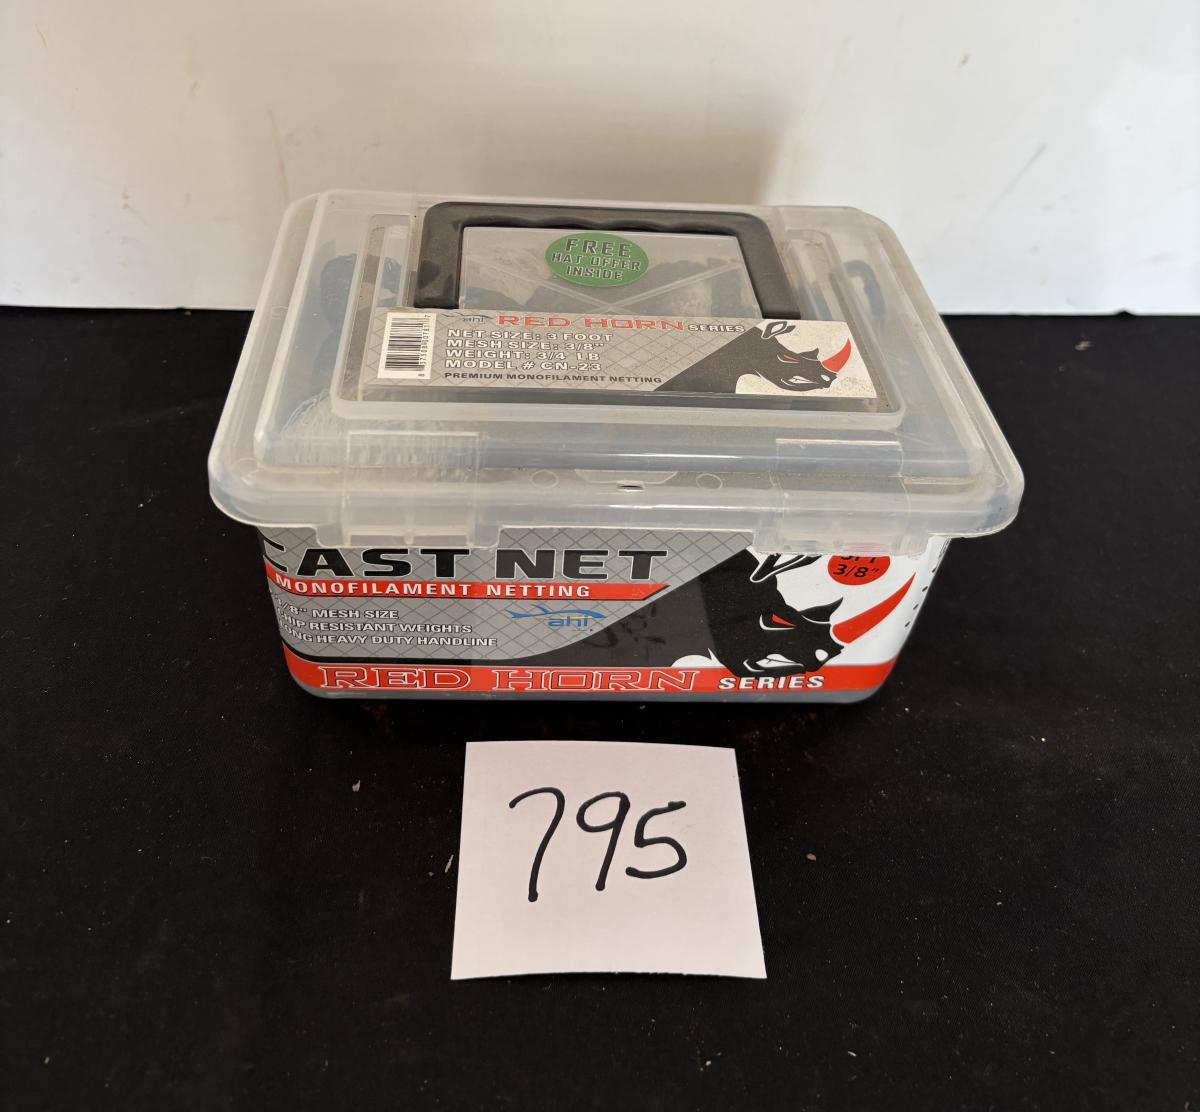 FREE
HAT OFFER
INSIDE
ahi RED HORN SERIES
NET SIZE: 3 FOOT
MESH SIZE: 3/8"
WEIGHT: 3/4 LB
MODEL # CN-23
PREMIUM MONOFILAMENT NETTING
CAST NET
3/8"
MONOFILAMENT NETTING
MESH SIZE
RESISTANT WEIGHTS
HEAVY DUTY HANDLINE
ahi
RED HORN SERIES
795